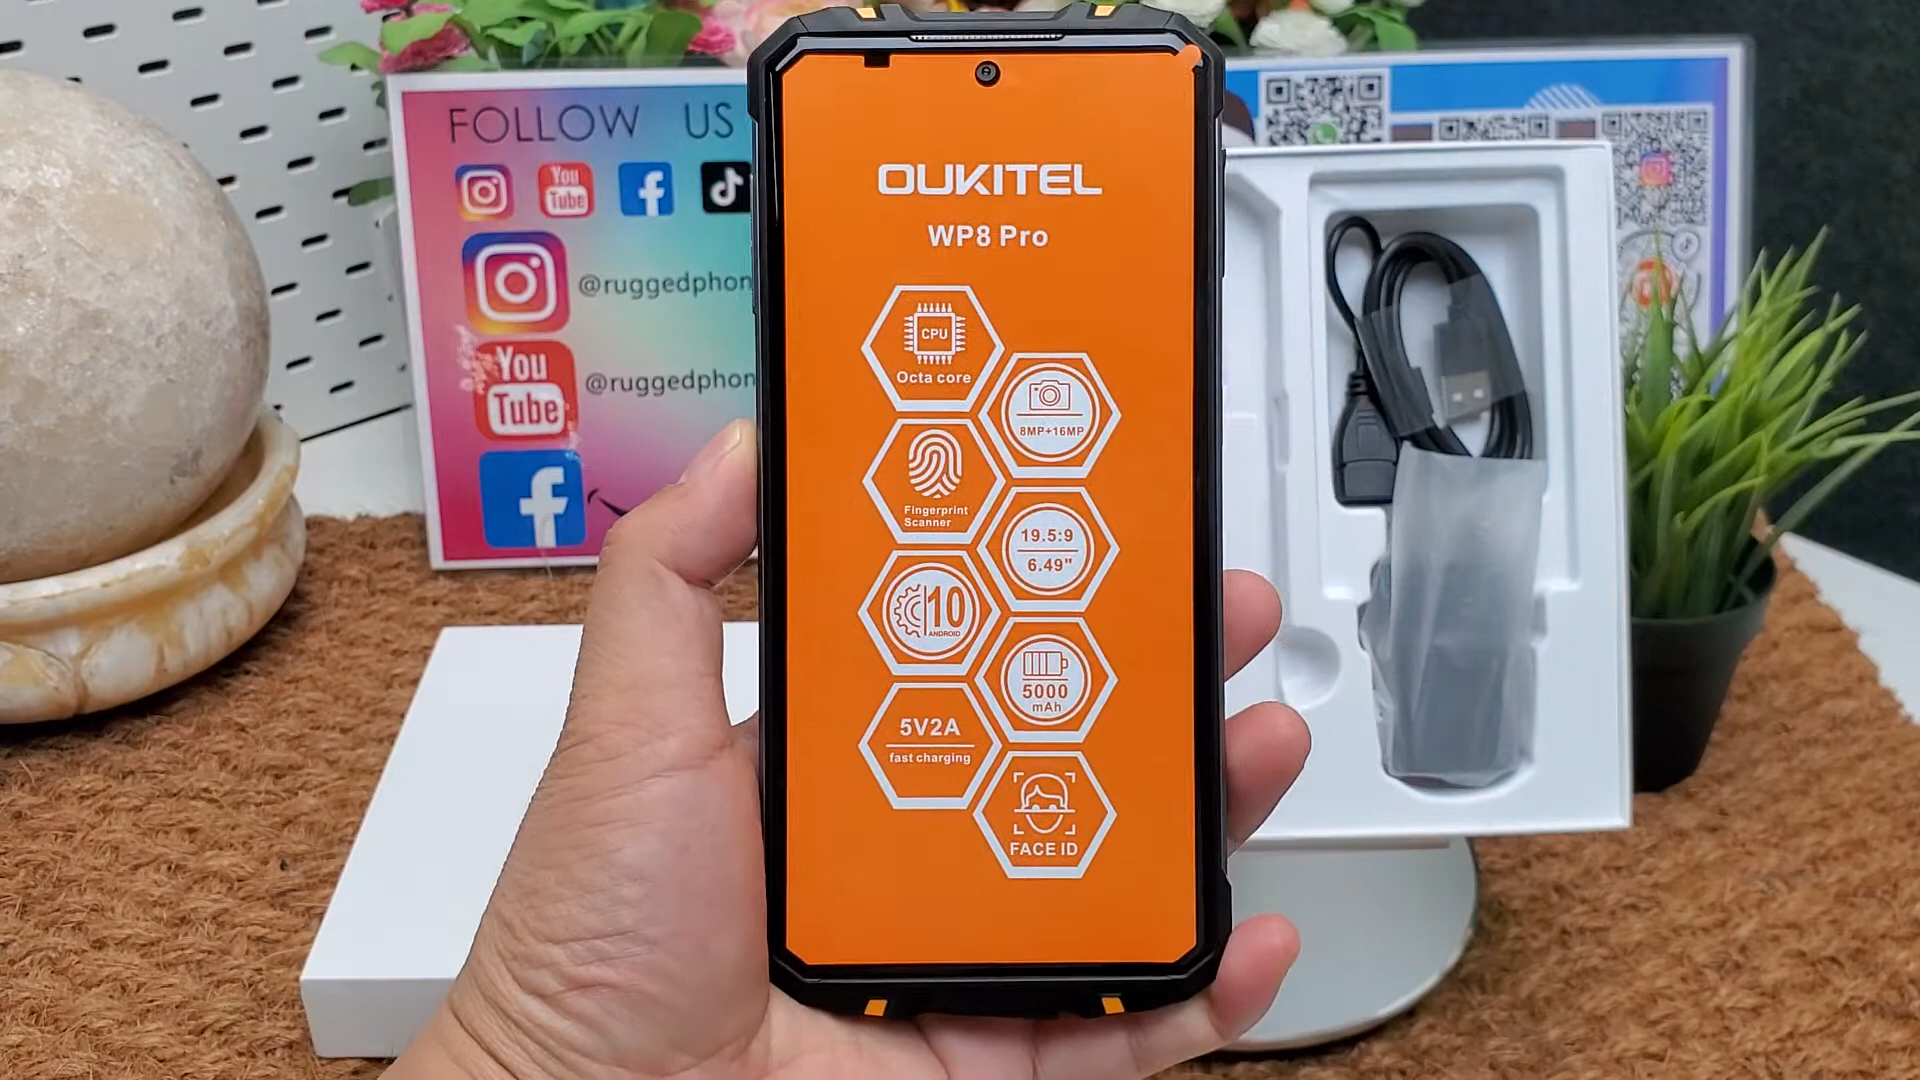 FOLLOW US
You
Tube
@ruggedphon
You
Tube
@ruggedphon
OUKITEL
WP8 Pro
CPU
Octa core
8MP+16MP
Fingerprint
Scanner
19.5:9
6.49"
10
ANDROID
5000
mAh
5V2A
fast charging
FACE ID